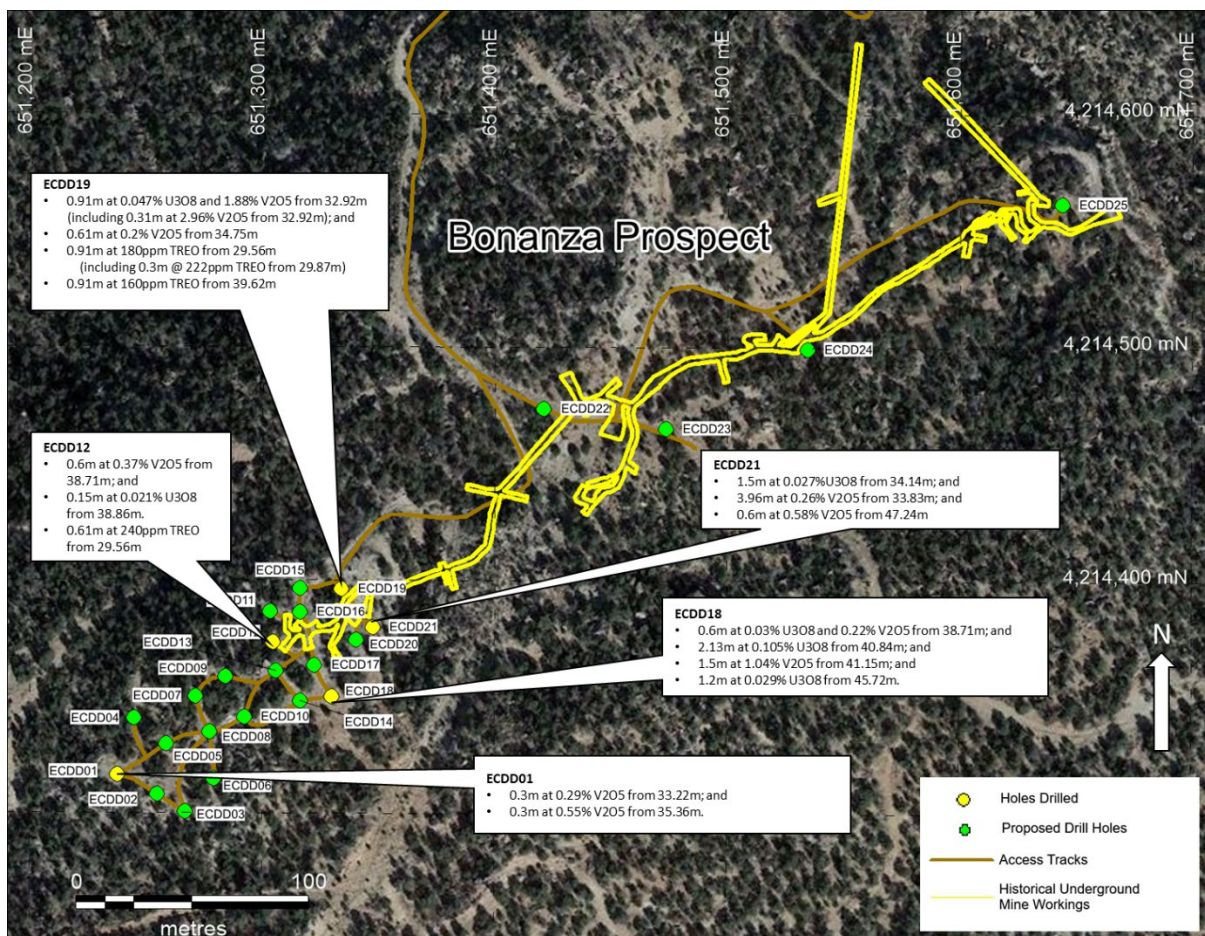 651,200 mE
651,300 mE
651,400 mE
651,500 mE
651,600 mE
651,700 mE
4,214,600 mN
ECDD19
• 0.91m at 0.047% U3O8 and 1.88% V2O5 from 32.92m
(including 0.31m at 2.96% V2O5 from 32.92m); and
• 0.61m at 0.2% V2O5 from 34.75m
• 0.91m at 180ppm TREO from 29.56m
(including 0.3m @ 222ppm TREO from 29.87m)
• 0.91m at 160ppm TREO from 39.62m
Bonanza Prospect
ECDD25
4,214,500 mN
ECDD24
ECDD22
ECDD23
ECDD12
• 0.6m at 0.37% V2O5 from
38.71m; and
• 0.15m at 0.021% U3O8
from 38.86m.
• 0.61m at 240ppm TREO
from 29.56m
ECDD21
• 1.5m at 0.027%U3O8 from 34.14m; and
• 3.96m at 0.26% V2O5 from 33.83m; and
• 0.6m at 0.58% V2O5 from 47.24m
4,214,400 mN
ECDD15
ECDD19
ECDD16
ECDD21
ECDD13
ECDD20
ECDD09
ECDD17
ECDD07
ECDD18
ECDD04
ECDD10
ECDD14
ECDD08
ECDD05
ECDD01
ECDD06
ECDD02
ECDD03
ECDD18
• 0.6m at 0.03% U3O8 and 0.22% V2O5 from 38.71m; and
• 2.13m at 0.105% U3O8 from 40.84m; and
• 1.5m at 1.04% V2O5 from 41.15m; and
• 1.2m at 0.029% U3O8 from 45.72m.
N
ECDD01
• 0.3m at 0.29% V2O5 from 33.22m; and
• 0.3m at 0.55% V2O5 from 35.36m.
Holes Drilled
Proposed Drill Holes
Access Tracks
Historical Underground
Mine Workings
0
100
metres